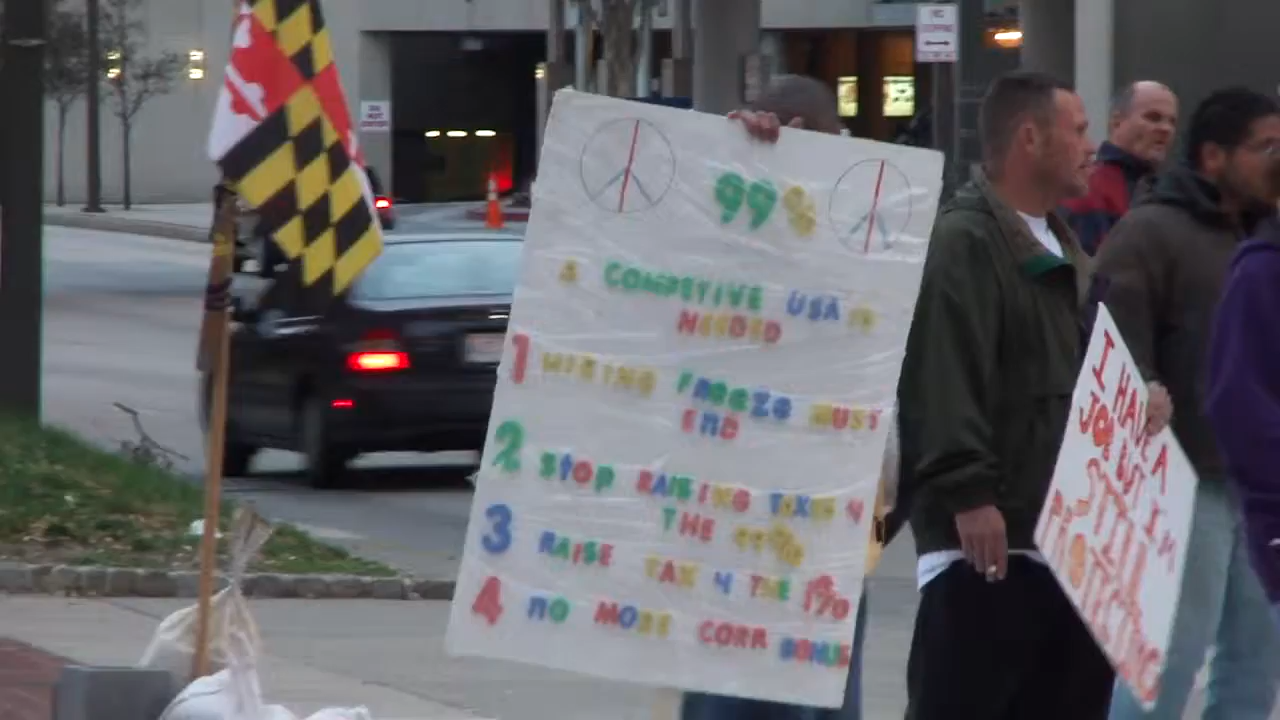 99%
A COMPETIVE USA IS
NEEDED
1 HIRING FREEZE MUST
END
2 STOP RAISING TAXES 4
THE 99%
3 RAISE TAX 4 THE 1%
4 NO MORE CORR BONUS
I HAVE A
JOB BUT I'M
STILL
PROTESTING